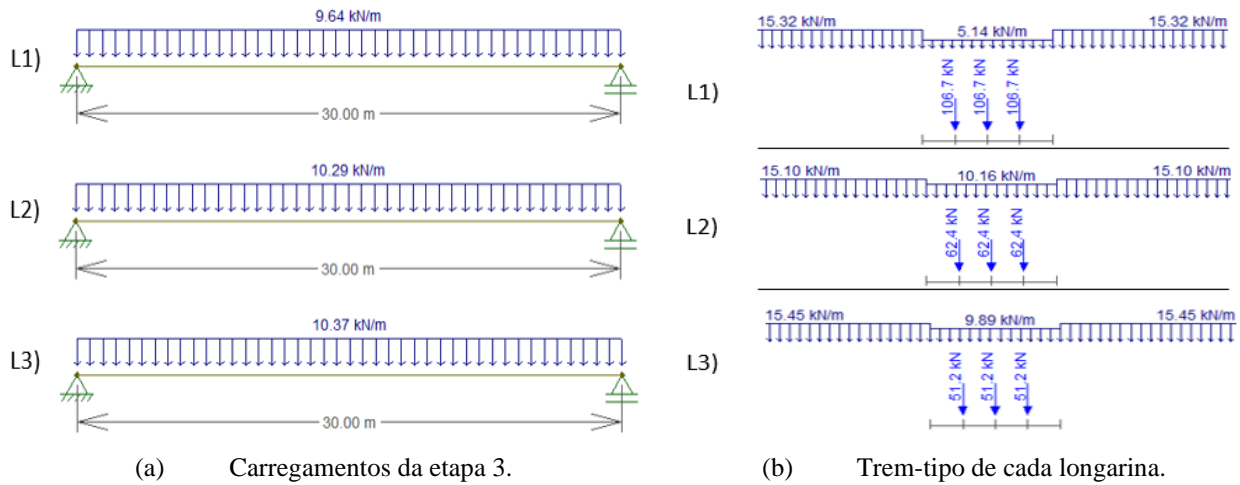 9.64 kN/m
L1)
30.00 m
10.29 kN/m
L2)
30.00 m
10.37 kN/m
L3)
30.00 m
(a) Carregamentos da etapa 3.
15.32 kN/m 5.14 kN/m 15.32 kN/m
L1)
106.7 kN 106.7 kN 106.7 kN
15.10 kN/m 10.16 kN/m 15.10 kN/m
L2)
62.4 kN 62.4 kN 62.4 kN
15.45 kN/m 9.89 kN/m 15.45 kN/m
L3)
51.2 kN 51.2 kN 51.2 kN
(b) Trem-tipo de cada longarina.